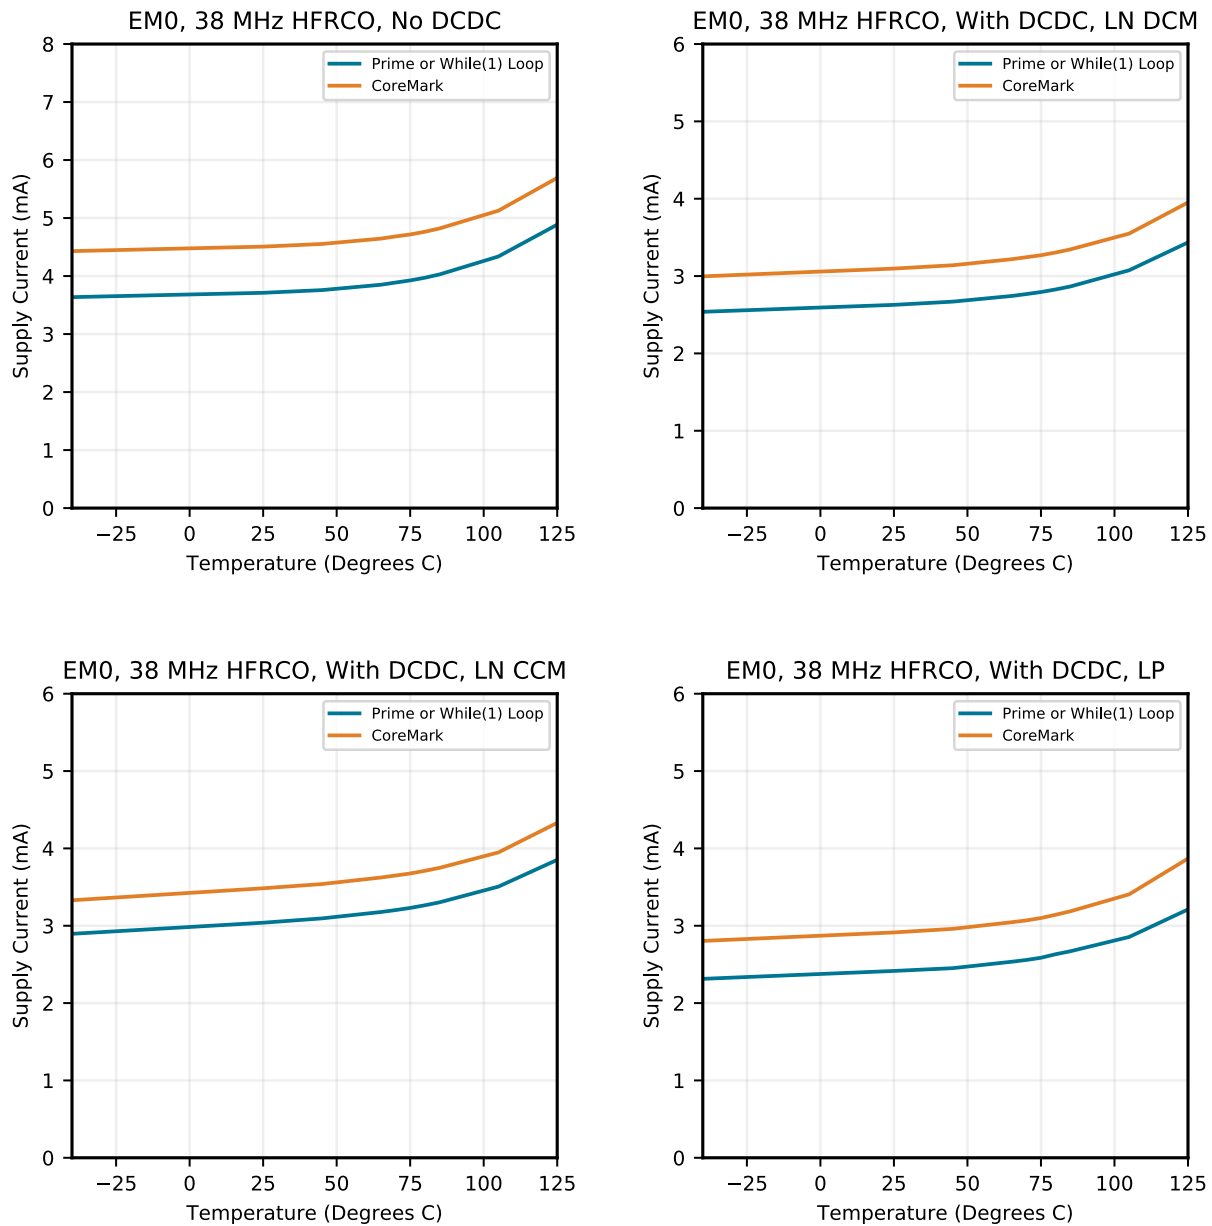 EM0, 38 MHz HFRCO, No DCDC
8
7
6
5
4
3
2
1
0
Supply Current (mA)
Prime or While(1) Loop
CoreMark
−25 0 25 50 75 100 125
Temperature (Degrees C)
EM0, 38 MHz HFRCO, With DCDC, LN DCM
6
5
4
3
2
1
0
Supply Current (mA)
Prime or While(1) Loop
CoreMark
−25 0 25 50 75 100 125
Temperature (Degrees C)
EM0, 38 MHz HFRCO, With DCDC, LN CCM
6
5
4
3
2
1
0
Supply Current (mA)
Prime or While(1) Loop
CoreMark
−25 0 25 50 75 100 125
Temperature (Degrees C)
EM0, 38 MHz HFRCO, With DCDC, LP
6
5
4
3
2
1
0
Supply Current (mA)
Prime or While(1) Loop
CoreMark
−25 0 25 50 75 100 125
Temperature (Degrees C)